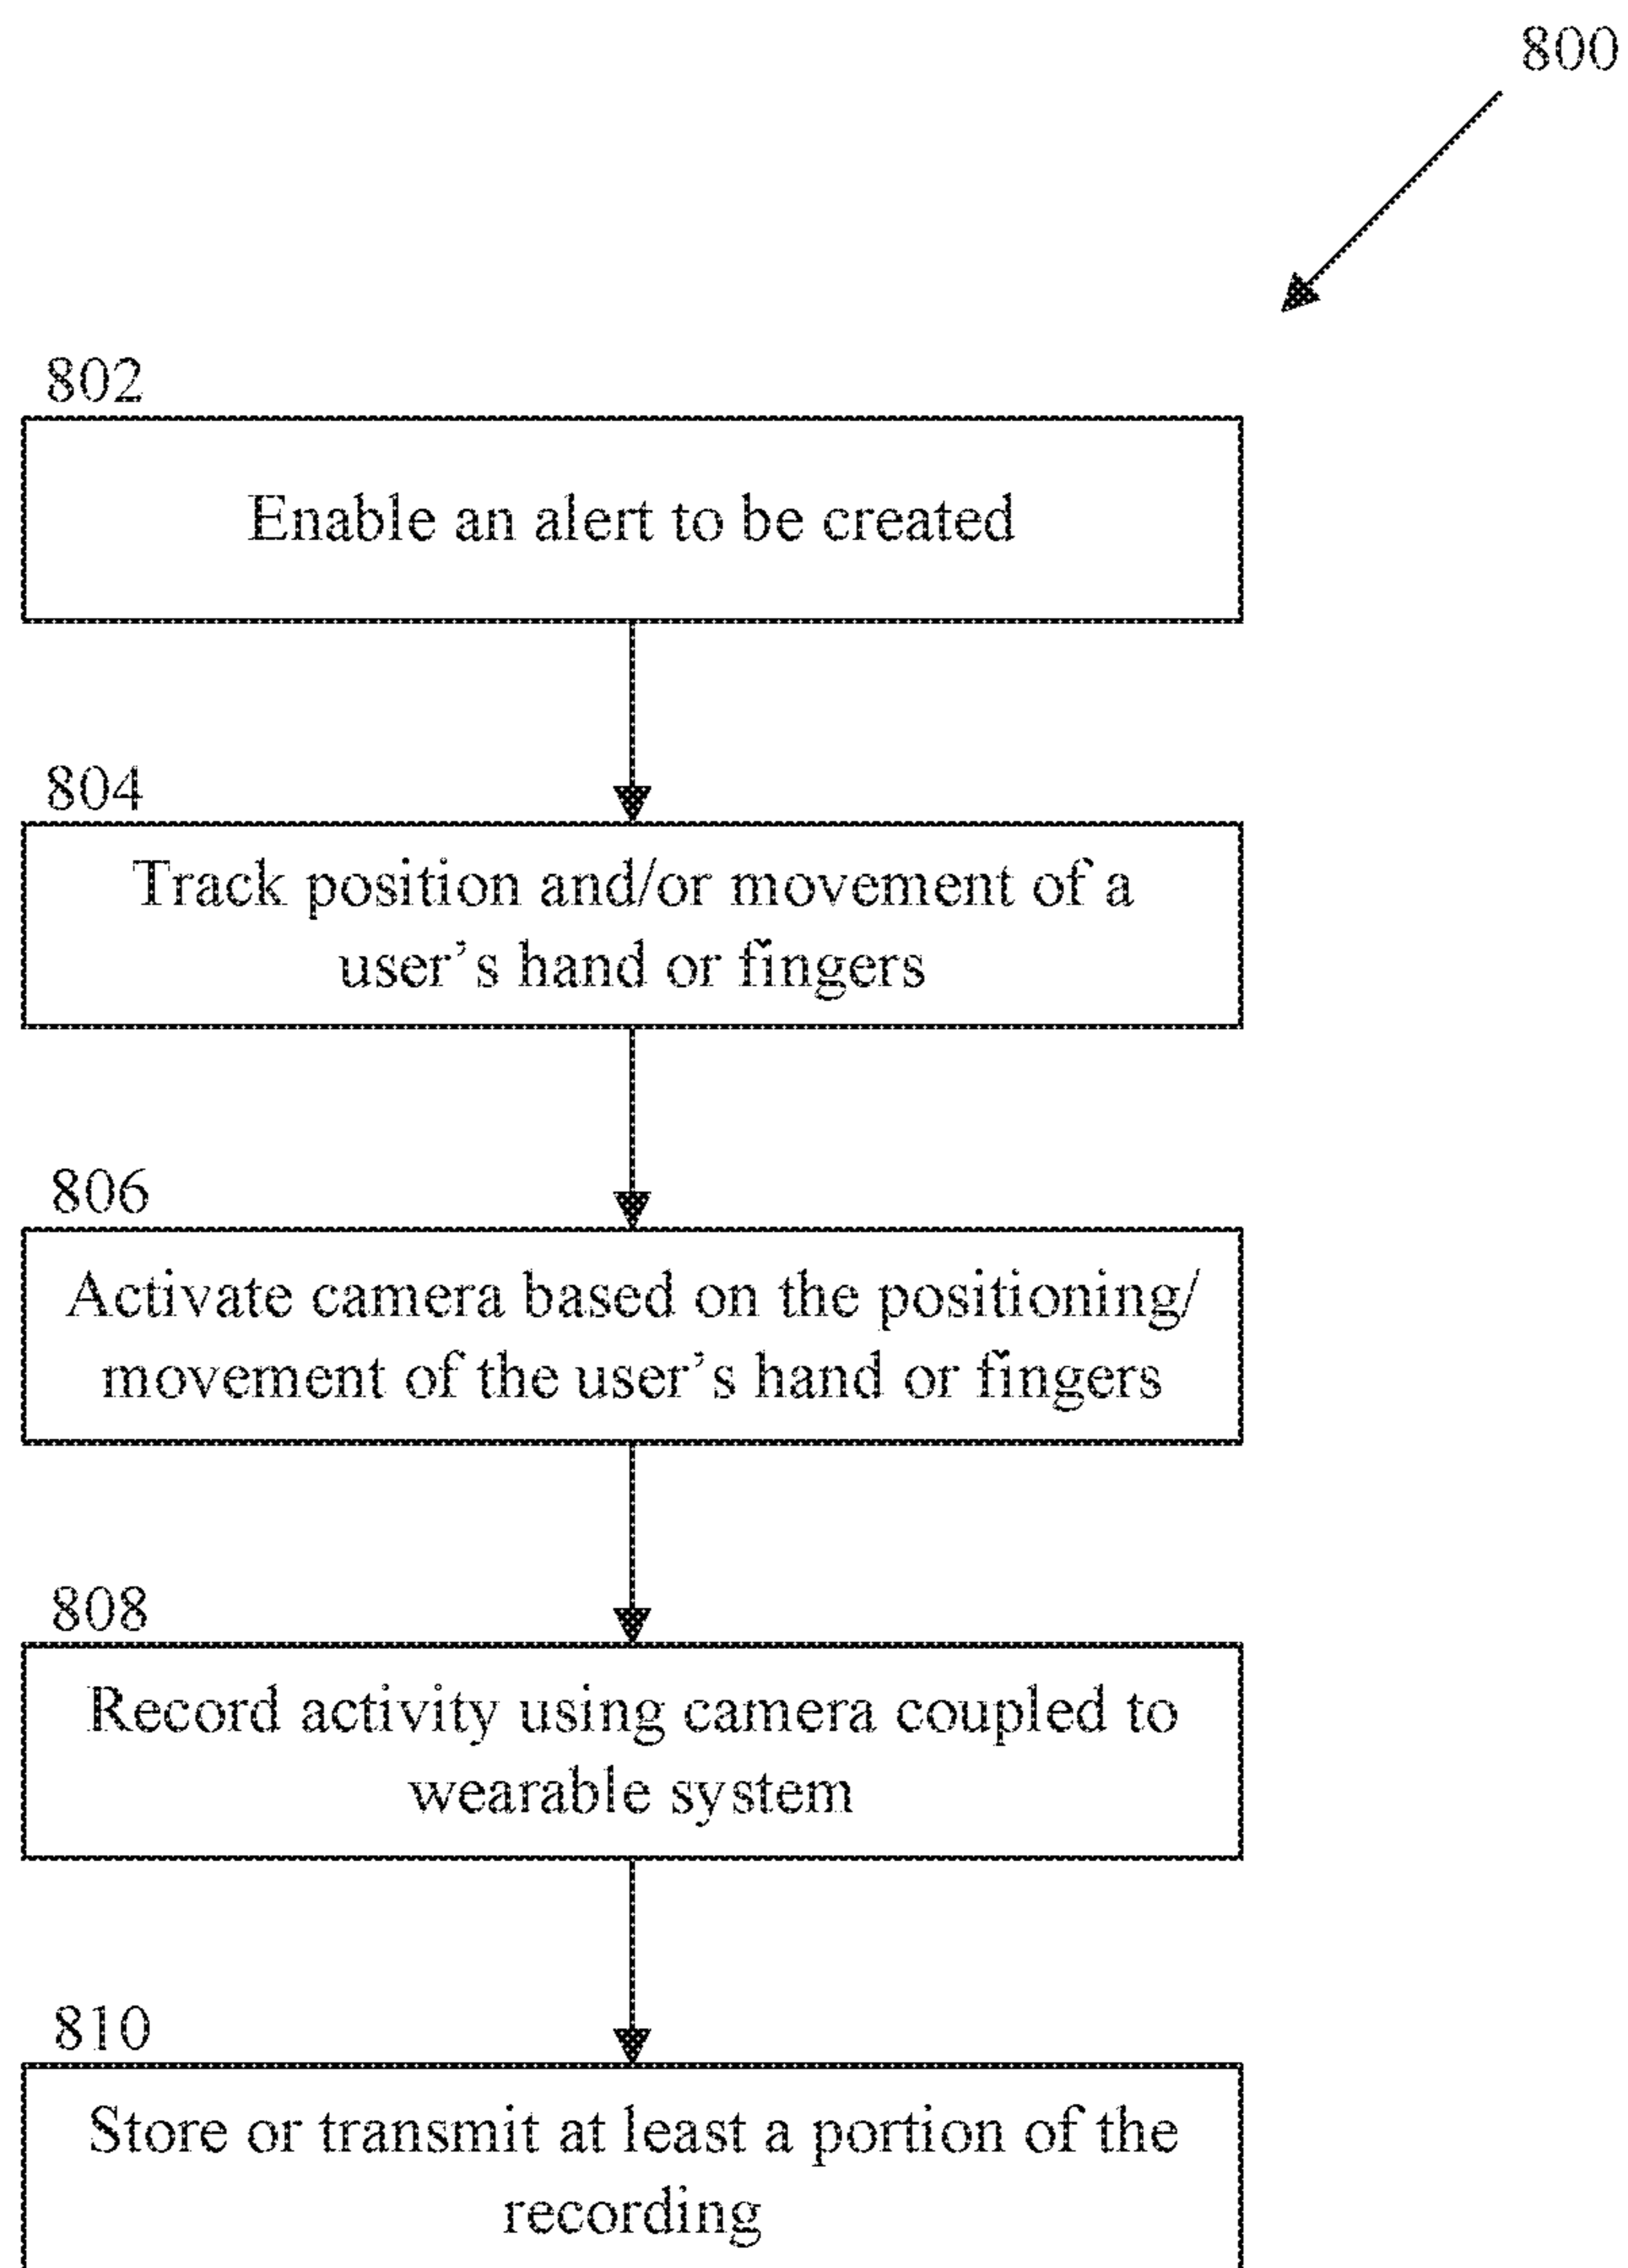 800
802
Enable an alert to be created
804
Track position and/or movement of a
user’s hand or fingers
806
Activate camera based on the positioning/
movement of the user’s hand or fingers
808
Record activity using camera coupled to
wearable system
810
Store or transmit at least a portion of the
recording